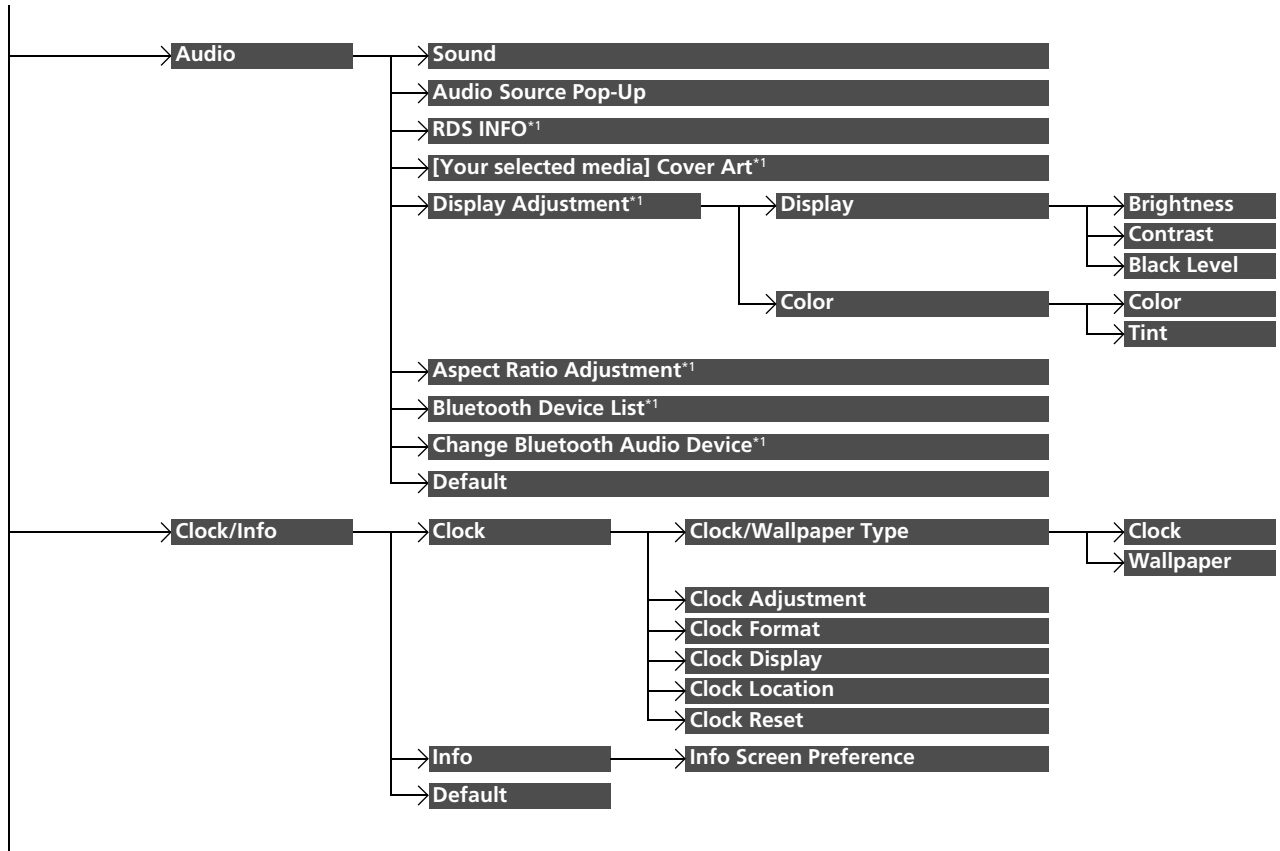 Audio
Sound
Audio Source Pop-Up
RDS INFO*1
[Your selected media] Cover Art*1
Display Adjustment*1
Display
Brightness
Contrast
Black Level
Color
Color
Tint
Aspect Ratio Adjustment*1
Bluetooth Device List*1
Change Bluetooth Audio Device*1
Default
Clock/Info
Clock
Clock/Wallpaper Type
Clock
Wallpaper
Clock Adjustment
Clock Format
Clock Display
Clock Location
Clock Reset
Info
Info Screen Preference
Default